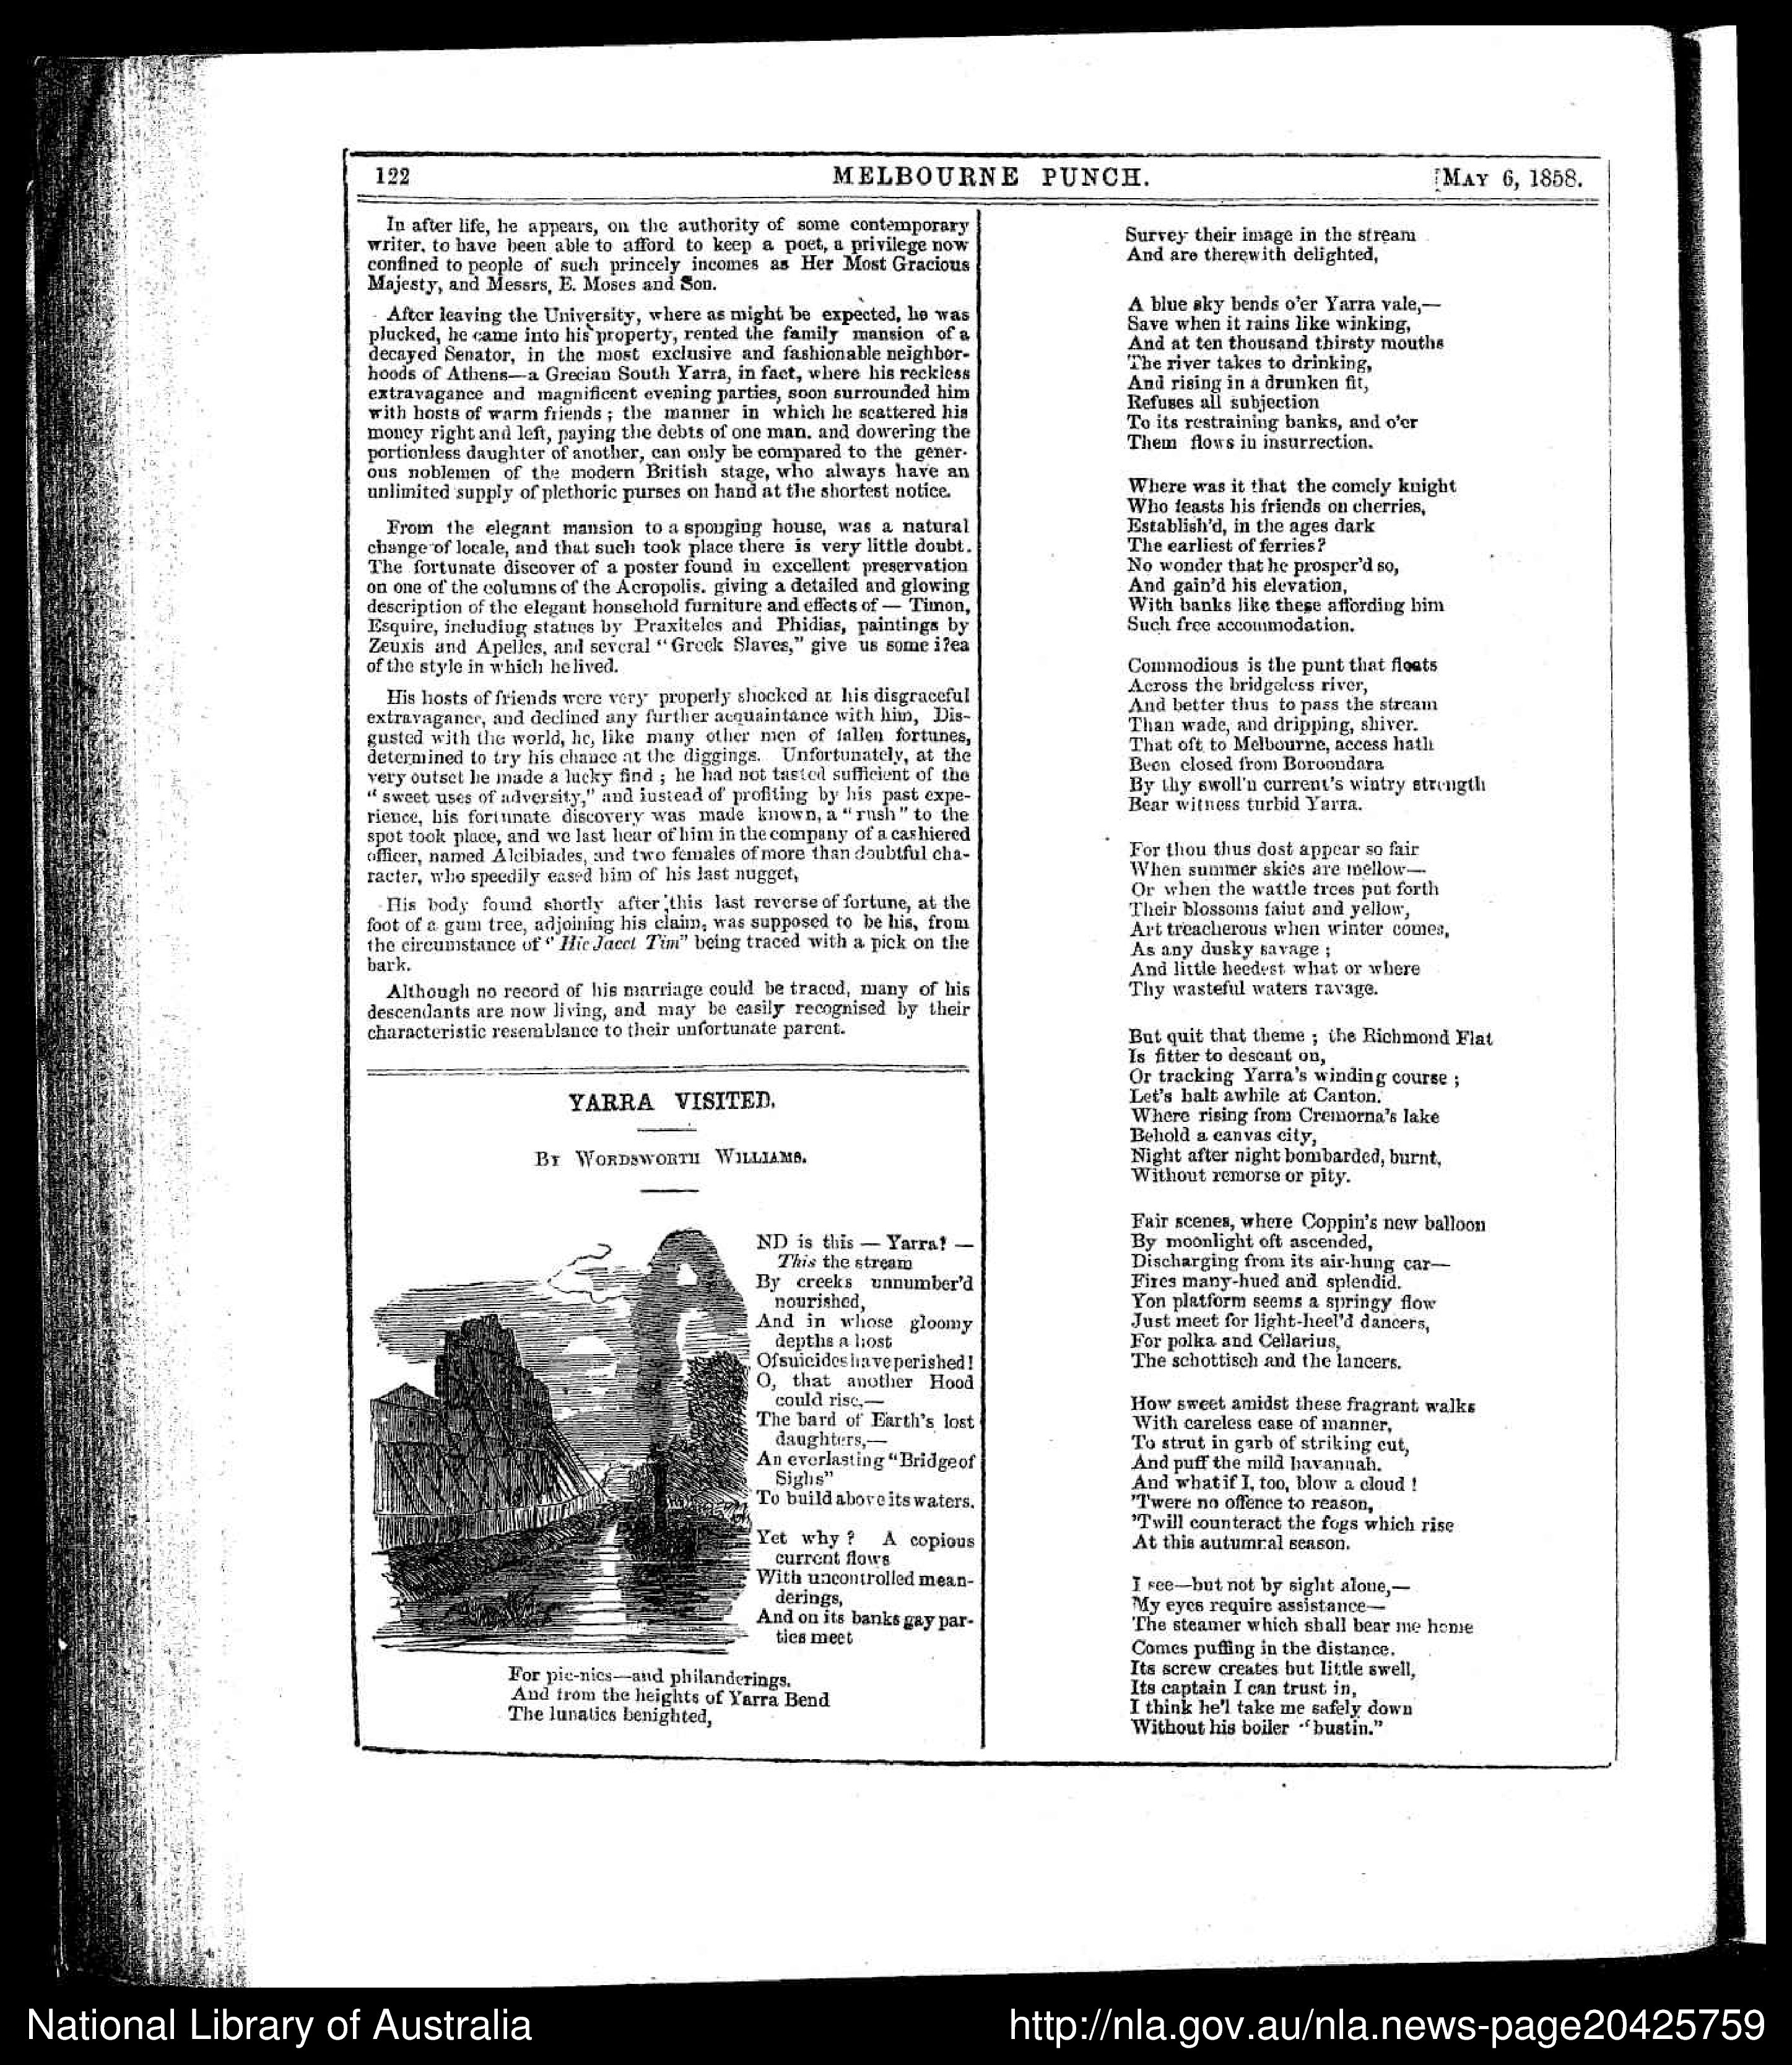 122
MELBOURNE PUNCH.
[MAY 6, 1858.
In after life, he appears, on the authority of some contemporary
writer, to have been able to afford to keep a poet, a privilege now
confined to people of such princely incomes as Her Most Gracious
Majesty, and Messrs, E. Moses and Son.
After leaving the University, where as might be expected, he was
plucked, he came into his property, rented the family mansion of a
decayed Senator, in the most exclusive and fashionable neighbor-
hoods of Athens—a Grecian South Yarra, in fact, where his reckless
extravagance and magnificent evening parties, soon surrounded him
with hosts of warm friends ; the manner in which he scattered his
money right and left, paying the debts of one man, and dowering the
portionless daughter of another, can only be compared to the gener-
ous noblemen of the modern British stage, who always have an
unlimited supply of plethoric purses on hand at the shortest notice.
From the elegant mansion to a sponging house, was a natural
change of locale, and that such took place there is very little doubt.
The fortunate discover of a poster found in excellent preservation
on one of the columns of the Acropolis, giving a detailed and glowing
description of the elegant household furniture and effects of — Timon,
Esquire, including statues by Praxiteles and Phidias, paintings by
Zeuxis and Apelles, and several "Greek Slaves," give us some i?ea
of the style in which he lived.
His hosts of friends were very properly shocked at his disgraceful
extravagance, and declined any further acquaintance with him, Dis-
gusted with the world, he, like many other men of fallen fortunes,
determined to try his chance at the diggings. Unfortunately, at the
very outset he made a lucky find ; he had not tasted sufficient of the
" sweet uses of adversity," and instead of profiting by his past expe-
rience, his fortunate discovery was made known, a "rush" to the
spot took place, and we last hear of him in the company of a cashiered
officer, named Alcibiades, and two females of more than doubtful cha-
racter, who speedily eased him of his last nugget,
His body found shortly after this last reverse of fortune, at the
foot of a gum tree, adjoining his claim, was supposed to be his, from
the circumstance of "Hic Jacet Tim" being traced with a pick on the
bark.
Although no record of his marriage could be traced, many of his
descendants are now living, and may be easily recognised by their
characteristic resemblance to their unfortunate parent.
YARRA VISITED.
BY WORDSWORTH WILLIAMS.
ND is this — Yarra? —
This the stream
By creeks unnumber'd
nourished,
And in whose gloomy
depths a host
Of suicides have perished!
O, that another Hood
could rise,—
The bard of Earth's lost
daughters,—
An everlasting "Bridge of
Sighs"
To build above its waters.
Yet why ? A copious
current flows
With uncontrolled mean-
derings,
And on its banks gay par-
ties meet
For pic-nics—and philanderings.
And from the heights of Yarra Bend
The lunatics benighted,
Survey their image in the stream
And are therewith delighted,
A blue sky bends o'er Yarra vale,—
Save when it rains like winking,
And at ten thousand thirsty mouths
The river takes to drinking,
And rising in a drunken fit,
Refuses all subjection
To its restraining banks, and o'er
Them flows in insurrection.
Where was it that the comely knight
Who feasts his friends on cherries,
Establish'd, in the ages dark
The earliest of ferries?
No wonder that he prosper'd so,
And gain'd his elevation,
With banks like these affording him
Such free accommodation.
Commodious is the punt that floats
Across the bridgeless river,
And better thus to pass the stream
Than wade, and dripping, shiver.
That oft to Melbourne, access hath
Been closed from Boroondara
By thy swoll'n current's wintry strength
Bear witness turbid Yarra.
For thou thus dost appear so fair
When summer skies are mellow—
Or when the wattle trees put forth
Their blossoms faint and yellow,
Art treacherous when winter comes,
As any dusky savage ;
And little heedest what or where
Thy wasteful waters ravage.
But quit that theme ; the Richmond Flat
Is fitter to descant on,
Or tracking Yarra's winding course ;
Let's halt awhile at Canton.
Where rising from Cremorna's lake
Behold a canvas city,
Night after night bombarded, burnt,
Without remorse or pity.
Fair scenes, where Coppin's new balloon
By moonlight oft ascended,
Discharging from its air-hung car—
Fires many-hued and splendid.
Yon platform seems a springy flow
Just meet for light-heel'd dancers,
For polka and Cellarius,
The schottisch and the lancers.
How sweet amidst these fragrant walks
With careless ease of manner,
To strut in garb of striking cut,
And puff the mild havannah.
And what if I, too, blow a cloud !
'Twere no offence to reason,
'Twill counteract the fogs which rise
At this autumnal season.
I see—but not by sight alone,—
My eyes require assistance—
The steamer which shall bear me home
Comes puffing in the distance.
Its screw creates but little swell,
Its captain I can trust in,
I think he'l take me safely down
Without his boiler "bustin."
National Library of Australia
http://nla.gov.au/nla.news-page20425759